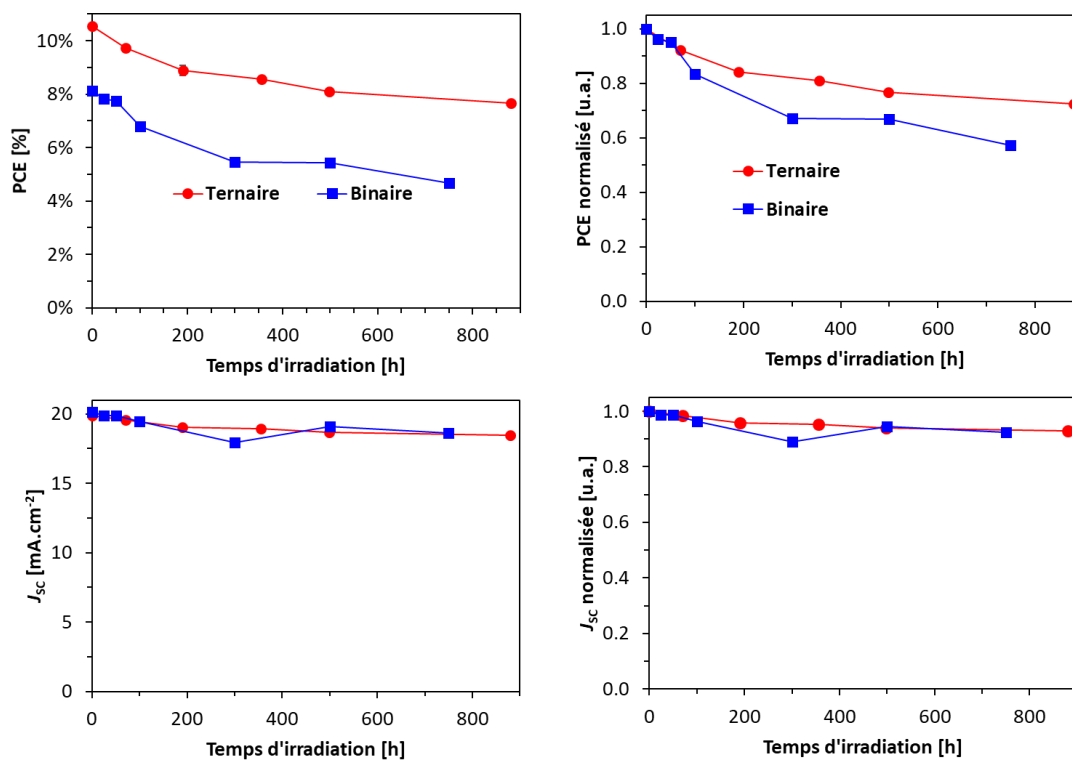 10%
8%
6%
4%
2%
0%
PCE [%]
Ternaire
Binaire
0 200 400 600 800
Temps d'irradiation [h]
1.0
0.8
0.6
0.4
0.2
0.0
PCE normalisé [u.a.]
Ternaire
Binaire
0 200 400 600 800
Temps d'irradiation [h]
20
15
10
5
0
JSC [mA.cm-2]
0 200 400 600 800
Temps d'irradiation [h]
1.0
0.8
0.6
0.4
0.2
0.0
JSC normalisée [u.a.]
0 200 400 600 800
Temps d'irradiation [h]